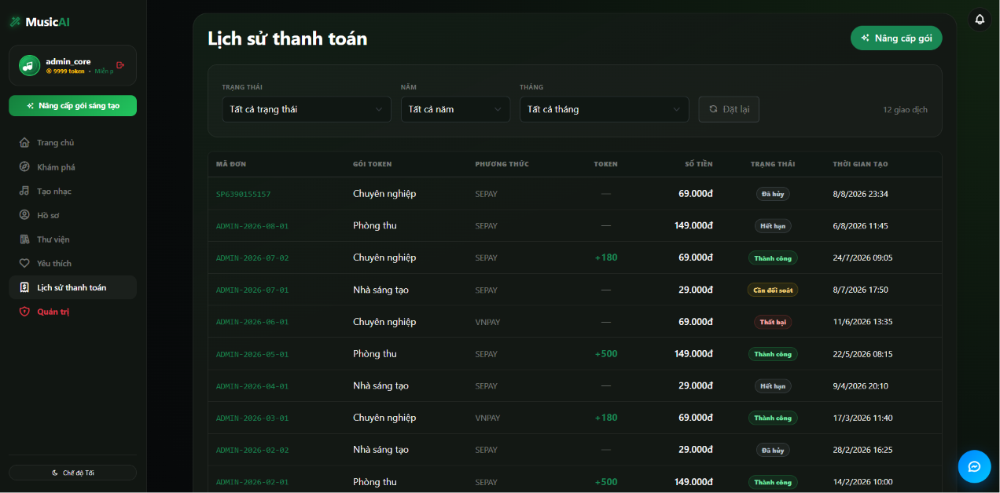 MusicAI
admin_core
9999 token • Miễn p
Nâng cấp gói sáng tạo
Trang chủ
Khám phá
Tạo nhạc
Hồ sơ
Thư viện
Yêu thích
Lịch sử thanh toán
Quản trị
Chế độ Tối
Lịch sử thanh toán
Nâng cấp gói
TRẠNG THÁI NĂM THÁNG
Tất cả trạng thái Tất cả năm Tất cả tháng Đặt lại 12 giao dịch
MÃ ĐƠN GÓI TOKEN PHƯƠNG THỨC TOKEN SỐ TIỀN TRẠNG THÁI THỜI GIAN TẠO
SP6390155157 Chuyên nghiệp SEPAY — 69.000đ Đã hủy 8/8/2026 23:34
ADMIN-2026-08-01 Phòng thu SEPAY — 149.000đ Hết hạn 6/8/2026 11:45
ADMIN-2026-07-02 Chuyên nghiệp SEPAY +180 69.000đ Thành công 24/7/2026 09:05
ADMIN-2026-07-01 Nhà sáng tạo SEPAY — 29.000đ Cần đối soát 8/7/2026 17:50
ADMIN-2026-06-01 Chuyên nghiệp VNPAY — 69.000đ Thất bại 11/6/2026 13:35
ADMIN-2026-05-01 Phòng thu SEPAY +500 149.000đ Thành công 22/5/2026 08:15
ADMIN-2026-04-01 Nhà sáng tạo SEPAY — 29.000đ Hết hạn 9/4/2026 20:10
ADMIN-2026-03-01 Chuyên nghiệp VNPAY +180 69.000đ Thành công 17/3/2026 11:40
ADMIN-2026-02-02 Nhà sáng tạo SEPAY — 29.000đ Đã hủy 28/2/2026 16:25
ADMIN-2026-02-01 Phòng thu SEPAY +500 149.000đ Thành công 14/2/2026 10:00